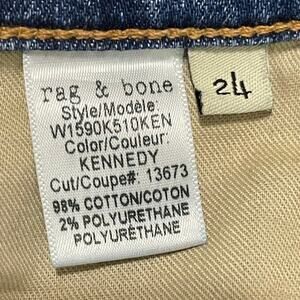 rag & bone
Style/Modèle:
W1590K510KEN
Color/Couleur:
KENNEDY
Cut/Coupe#: 13673
98% COTTON/COTON
2% POLYURETHANE
POLYURÉTHANE
24